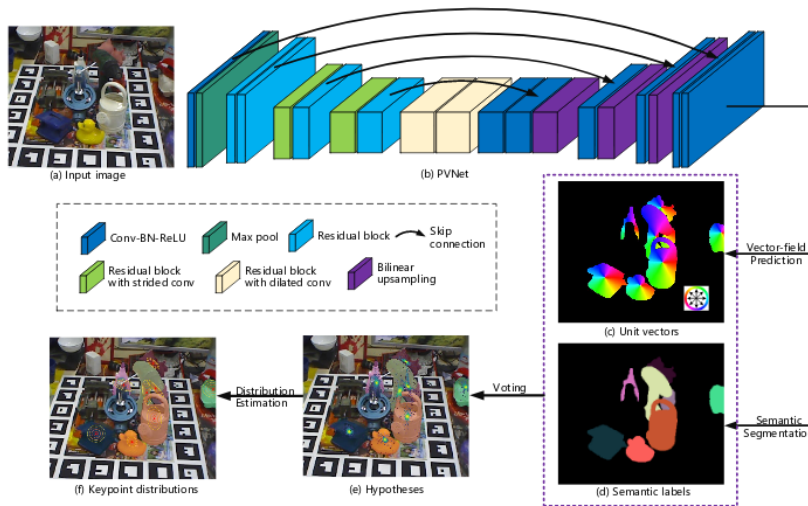 (a) Input image
(b) PVNet
Conv-BN-ReLU
Max pool
Residual block
Skip
connection
Residual block
with strided conv
Residual block
with dilated conv
Bilinear
upsampling
Vector-field
Prediction
(c) Unit vectors
Distribution
Estimation
Voting
Semantic
Segmentation
(f) Keypoint distributions
(e) Hypotheses
(d) Semantic labels